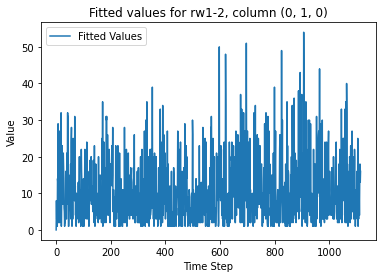 Fitted values for rw1-2, column (0, 1, 0)
Fitted Values
Value
50
40
30
20
10
0
0 200 400 600 800 1000
Time Step